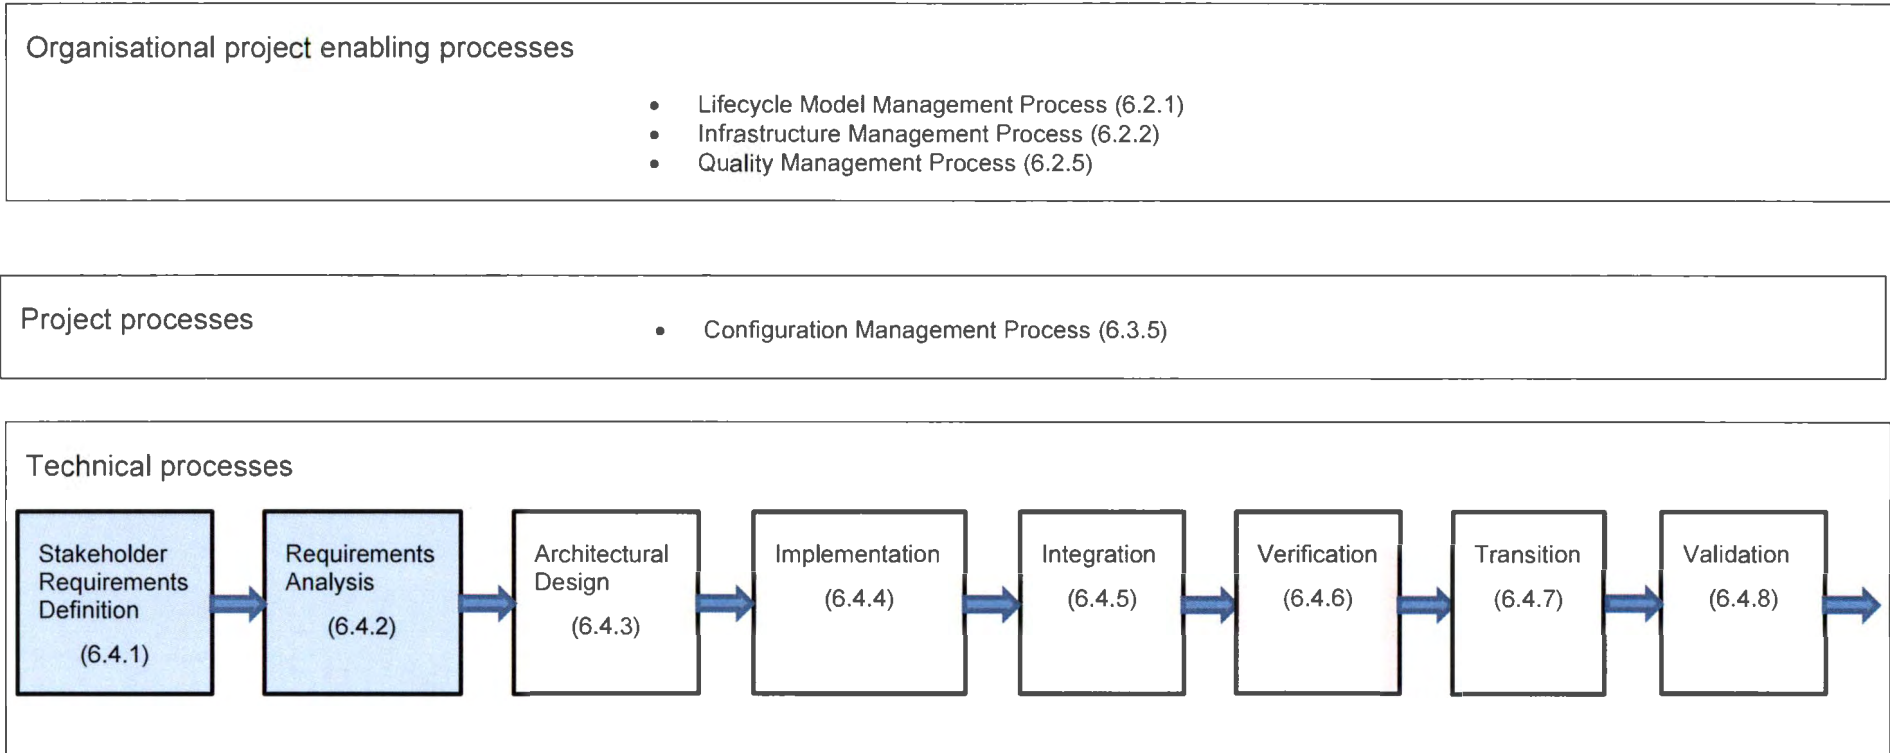 Organisational project enabling processes
• Lifecycle Model Management Process (6.2.1)
• Infrastructure Management Process (6.2.2)
• Quality Management Process (6.2.5)
Project processes
• Configuration Management Process (6.3.5)
Technical processes
Stakeholder
Requirements
Definition
(6.4.1)
Requirements
Analysis
(6.4.2)
Architectural
Design
(6.4.3)
Implementation
(6.4.4)
Integration
(6.4.5)
Verification
(6.4.6)
Transition
(6.4.7)
Validation
(6.4.8)